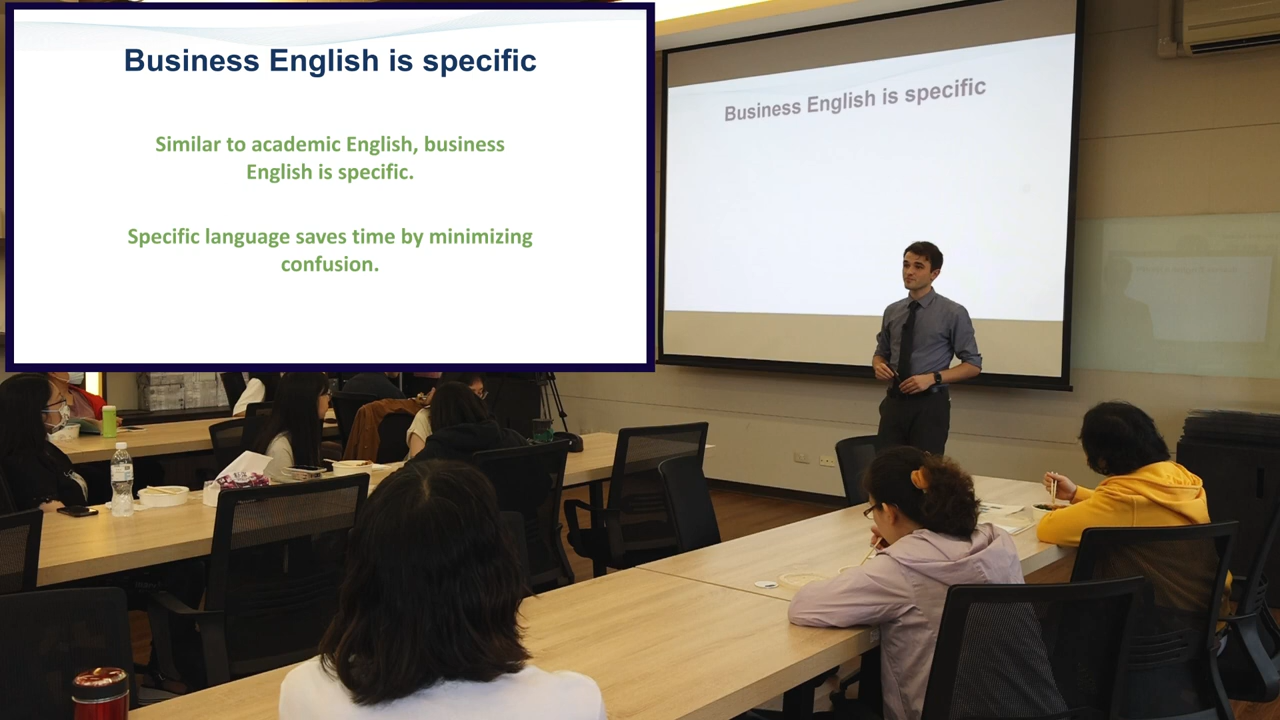 Business English is specific
Similar to academic English, business
English is specific.
Specific language saves time by minimizing
confusion.
Business English is specific